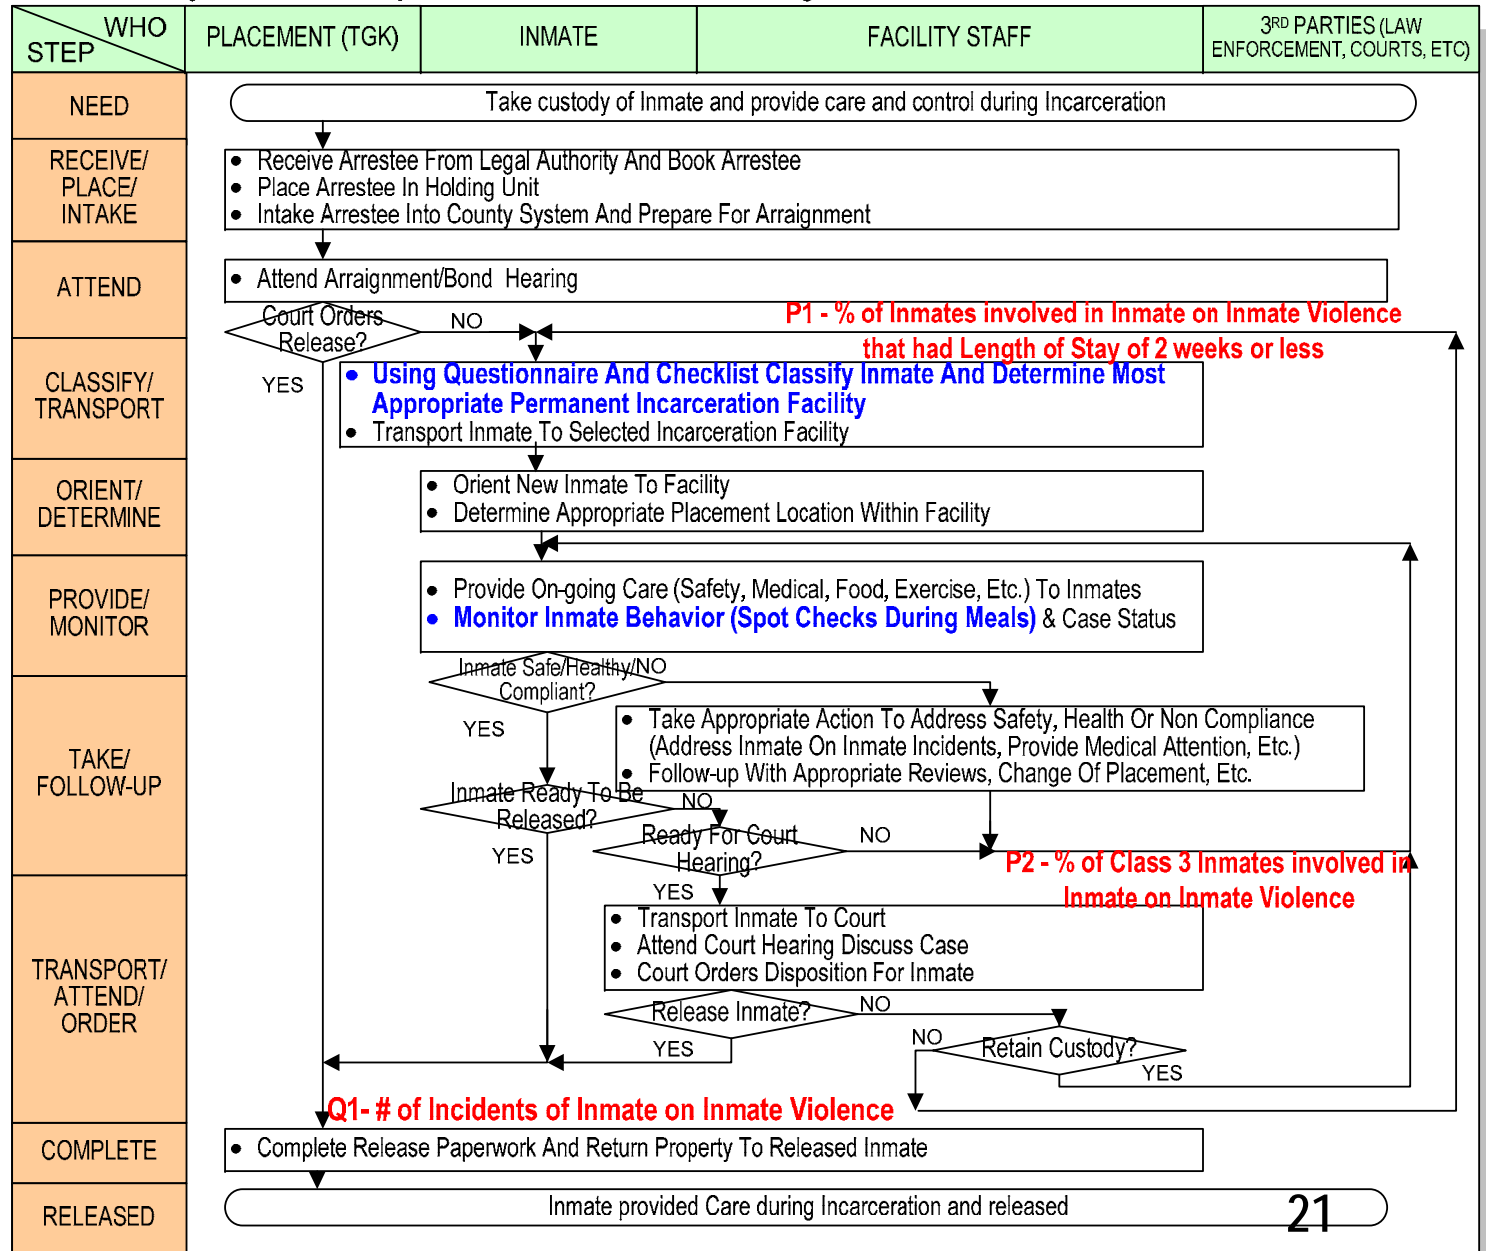 WHO
STEP
PLACEMENT (TGK)
INMATE
FACILITY STAFF
3RD PARTIES (LAW
ENFORCEMENT, COURTS, ETC)
NEED
Take custody of Inmate and provide care and control during Incarceration
RECEIVE/
PLACE/
INTAKE
• Receive Arrestee From Legal Authority And Book Arrestee
• Place Arrestee In Holding Unit
• Intake Arrestee Into County System And Prepare For Arraignment
ATTEND
• Attend Arraignment/Bond Hearing
Court Orders
Release?
NO
YES
P1 - % of Inmates involved in Inmate on Inmate Violence
that had Length of Stay of 2 weeks or less
CLASSIFY/
TRANSPORT
• Using Questionnaire And Checklist Classify Inmate And Determine Most
Appropriate Permanent Incarceration Facility
• Transport Inmate To Selected Incarceration Facility
ORIENT/
DETERMINE
• Orient New Inmate To Facility
• Determine Appropriate Placement Location Within Facility
PROVIDE/
MONITOR
• Provide On-going Care (Safety, Medical, Food, Exercise, Etc.) To Inmates
• Monitor Inmate Behavior (Spot Checks During Meals) & Case Status
Inmate Safe/Healthy/
Compliant?
NO
YES
TAKE/
FOLLOW-UP
• Take Appropriate Action To Address Safety, Health Or Non Compliance
(Address Inmate On Inmate Incidents, Provide Medical Attention, Etc.)
• Follow-up With Appropriate Reviews, Change Of Placement, Etc.
Inmate Ready To Be
Released?
NO
YES
Ready For Court
Hearing?
NO
YES
P2 - % of Class 3 Inmates involved in
Inmate on Inmate Violence
TRANSPORT/
ATTEND/
ORDER
• Transport Inmate To Court
• Attend Court Hearing Discuss Case
• Court Orders Disposition For Inmate
Release Inmate?
NO
YES
Retain Custody?
NO
YES
Q1- # of Incidents of Inmate on Inmate Violence
COMPLETE
• Complete Release Paperwork And Return Property To Released Inmate
RELEASED
Inmate provided Care during Incarceration and released
21